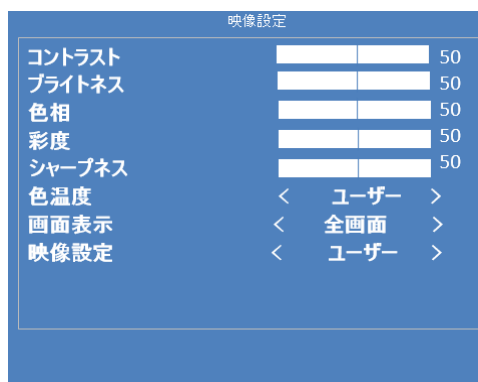 映像設定
コントラスト 50
ブライトネス 50
色相 50
彩度 50
シャープネス 50
色温度 < ユーザー >
画面表示 < 全画面 >
映像設定 < ユーザー >